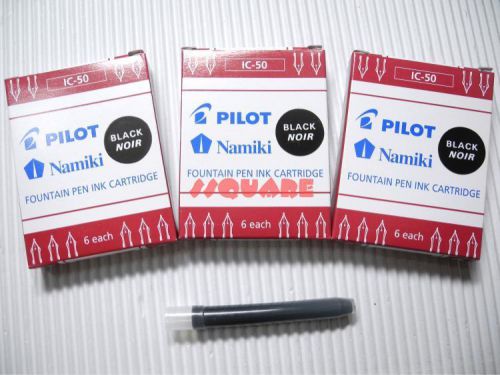 IC-50
PILOT
Namiki
BLACK
NOIR
FOUNTAIN PEN INK CARTRIDGE
6 each
IC-50
PILOT
Namiki
BLACK
NOIR
FOUNTAIN PEN INK CARTRIDGE
SSQUARE
6 each
IC-50
PILOT
Namiki
BLACK
NOIR
FOUNTAIN PEN INK CARTRIDGE
6 each